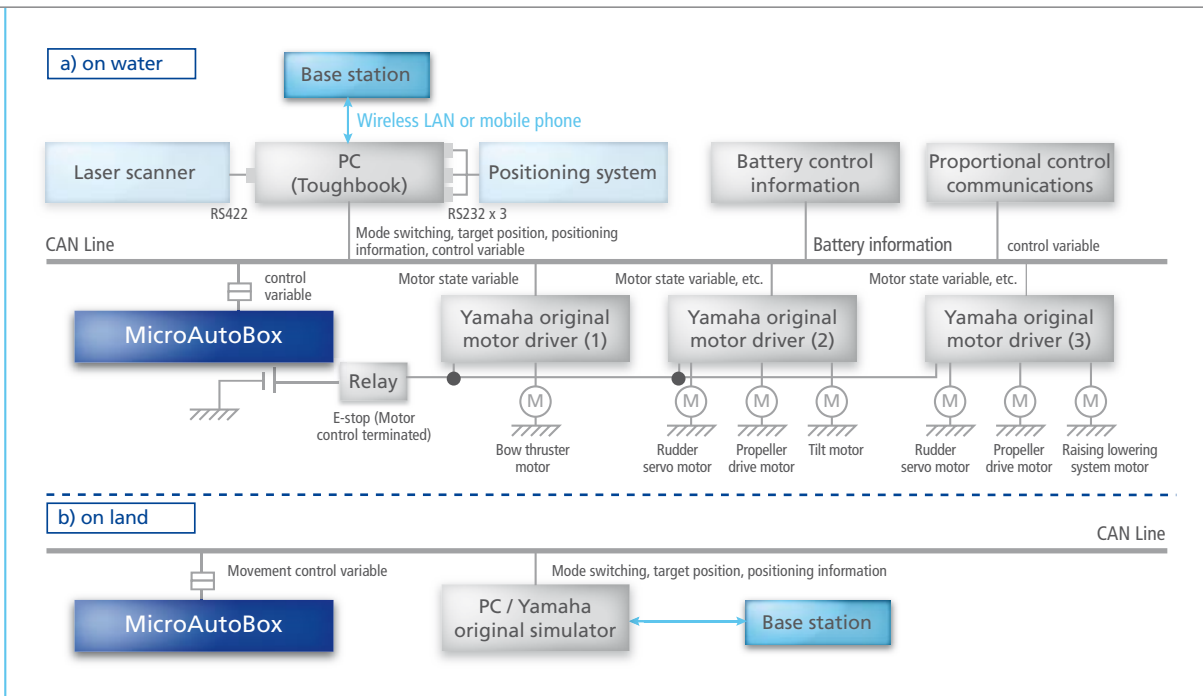 a) on water
Base station
Wireless LAN or mobile phone
Laser scanner
PC
(Toughbook)
Positioning system
Battery control
information
Proportional control
communications
RS422
RS232 x 3
CAN Line
Mode switching, target position, positioning
information, control variable
Battery information
control variable
control
variable
Motor state variable
Motor state variable, etc.
Motor state variable, etc.
MicroAutoBox
Yamaha original
motor driver (1)
Yamaha original
motor driver (2)
Yamaha original
motor driver (3)
Relay
E-stop (Motor
control terminated)
M
M
M
M
M
M
M
Bow thruster
motor
Rudder
servo motor
Propeller
drive motor
Tilt motor
Rudder
servo motor
Propeller
drive motor
Raising lowering
system motor
b) on land
CAN Line
Movement control variable
Mode switching, target position, positioning information
MicroAutoBox
PC / Yamaha
original simulator
Base station